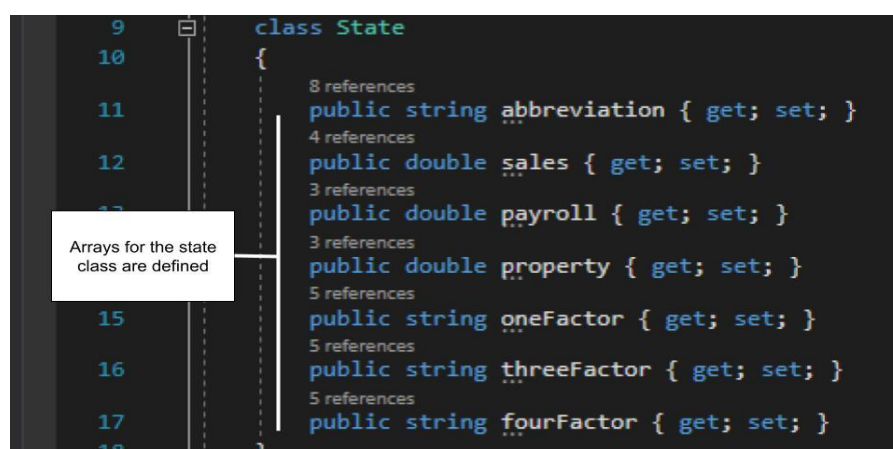 9 class State
10 {
8 references
11 public string abbreviation { get; set; }
4 references
12 public double sales { get; set; }
3 references
public double payroll { get; set; }
Arrays for the state
class are defined
3 references
public double property { get; set; }
5 references
15 public string oneFactor { get; set; }
5 references
16 public string threeFactor { get; set; }
5 references
17 public string fourFactor { get; set; }